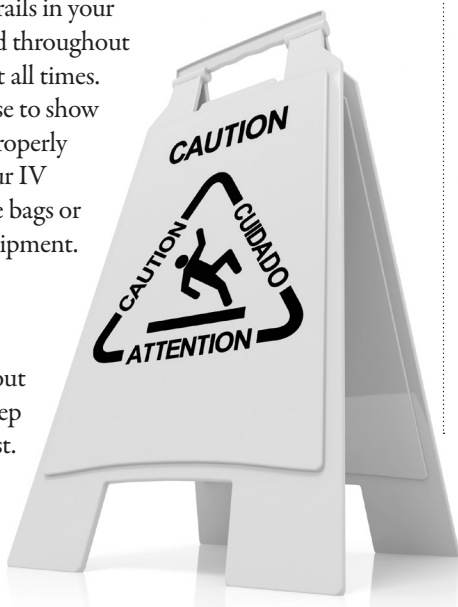 rails in your
d throughout
t all times.
se to show
roperly
ur IV
e bags or
ipment.
out
ep
st.
CAUTION
CAUTION
CUIDADO
ATTENTION